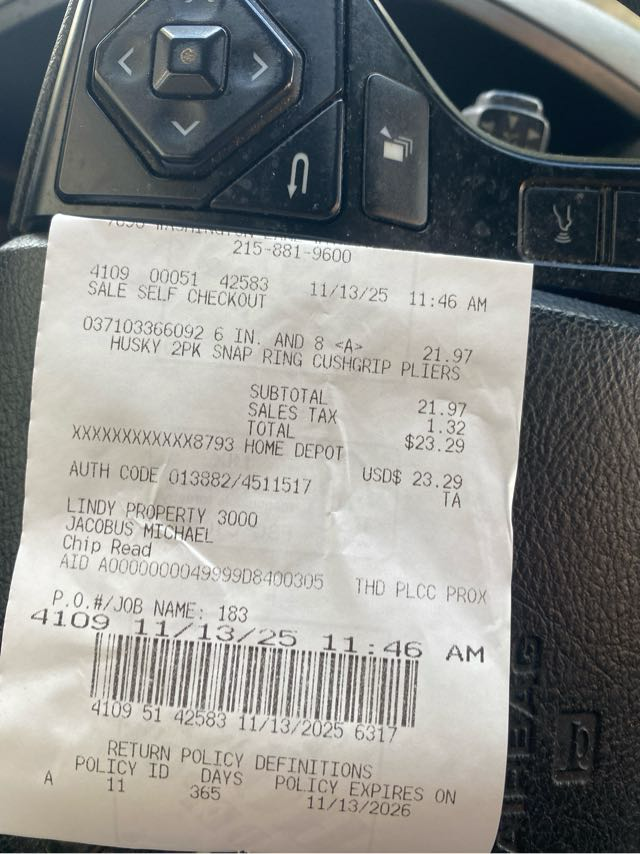 215-881-9600
4109 00051 42583 11/13/25 11:46 AM
SALE SELF CHECKOUT
037103366092 6 IN. AND 8 <A> 21.97
HUSKY 2PK SNAP RING CUSHGRIP PLIERS
SUBTOTAL 21.97
SALES TAX 1.32
TOTAL $23.29
XXXXXXXXXXXX8793 HOME DEPOT
USD$ 23.29
AUTH CODE 013882/4511517 TA
LINDY PROPERTY 3000
JACOBUS MICHAEL
Chip Read
AID A0000000049999D8400305 THD PLCC PROX
P.O.#/JOB NAME: 183
4109 11/13/25 11:46 AM
4109 51 42583 11/13/2025 6317
RETURN POLICY DEFINITIONS
POLICY ID DAYS POLICY EXPIRES ON
A 11 365 11/13/2026
AIRBAG